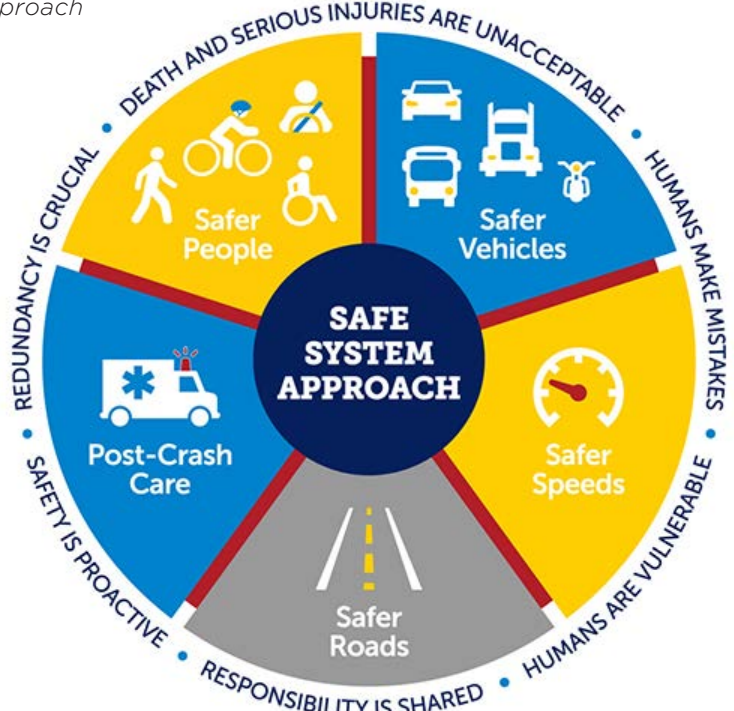 proach
DEATH AND SERIOUS INJURIES ARE UNACCEPTABLE
HUMANS MAKE MISTAKES
HUMANS ARE VULNERABLE
RESPONSIBILITY IS SHARED
SAFETY IS PROACTIVE
REDUNDANCY IS CRUCIAL
Safer
People
Safer
Vehicles
SAFE
SYSTEM
APPROACH
Post-Crash
Care
Safer
Speeds
Safer
Roads